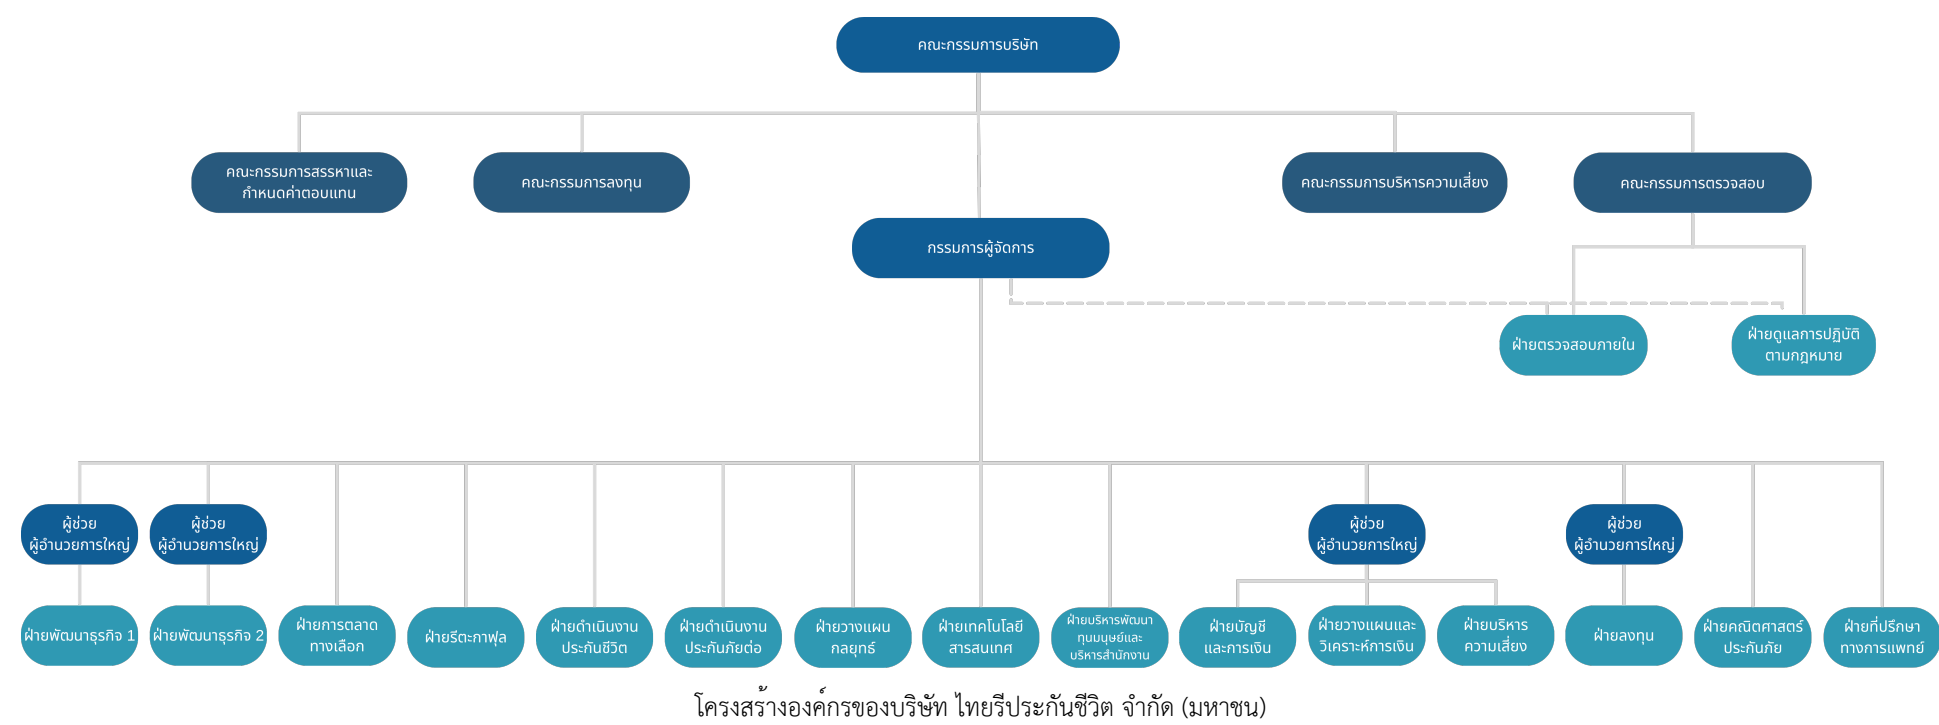 คณะกรรมการบริษัท
คณะกรรมการสรรหาและ
กำหนดค่าตอบแทน
คณะกรรมการลงทุน
คณะกรรมการบริหารความเสี่ยง
คณะกรรมการตรวจสอบ
กรรมการผู้จัดการ
ฝ่ายตรวจสอบภายใน
ฝ่ายดูแลการปฏิบัติ
ตามกฎหมาย
ผู้ช่วย
ผู้อำนวยการใหญ่
ผู้ช่วย
ผู้อำนวยการใหญ่
ผู้ช่วย
ผู้อำนวยการใหญ่
ผู้ช่วย
ผู้อำนวยการใหญ่
ฝ่ายพัฒนาธุรกิจ 1
ฝ่ายพัฒนาธุรกิจ 2
ฝ่ายการตลาด
ทางเลือก
ฝ่ายรีตะกาฟุล
ฝ่ายดำเนินงาน
ประกันชีวิต
ฝ่ายดำเนินงาน
ประกันภัยต่อ
ฝ่ายวางแผน
กลยุทธ์
ฝ่ายเทคโนโลยี
สารสนเทศ
ฝ่ายบริหารพัฒนา
ทุนมนุษย์และ
บริหารสำนักงาน
ฝ่ายบัญชี
และการเงิน
ฝ่ายวางแผนและ
วิเคราะห์การเงิน
ฝ่ายบริหาร
ความเสี่ยง
ฝ่ายลงทุน
ฝ่ายคณิตศาสตร์
ประกันภัย
ฝ่ายที่ปรึกษา
ทางการแพทย์
โครงสร้างองค์กรของบริษัท ไทยรีประกันชีวิต จำกัด (มหาชน)